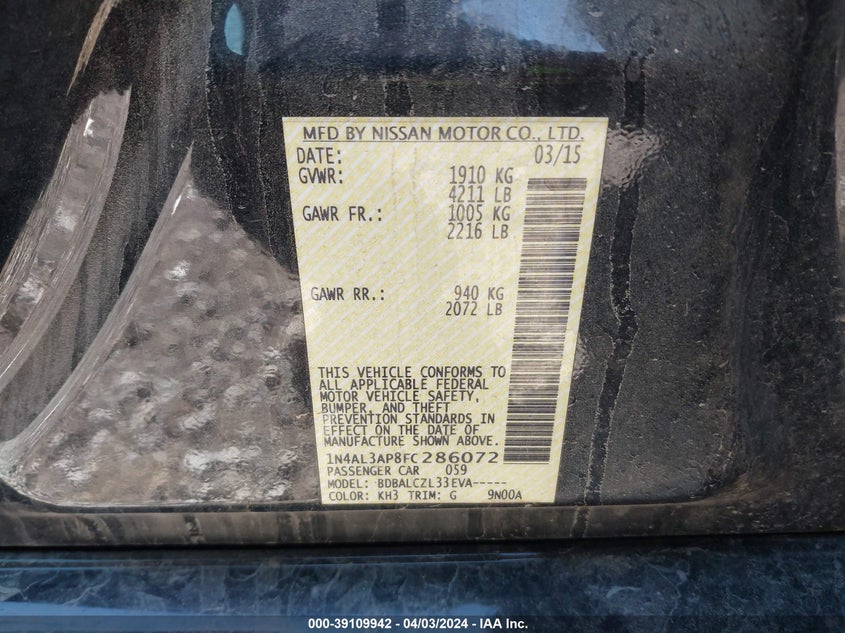 MFD BY NISSAN MOTOR CO., LTD.
DATE: 03/15
GVWR: 1910 KG
4211 LB
GAWR FR.: 1005 KG
2216 LB
GAWR RR.: 940 KG
2072 LB
THIS VEHICLE CONFORMS TO
ALL APPLICABLE FEDERAL
MOTOR VEHICLE SAFETY,
BUMPER, AND THEFT
PREVENTION STANDARDS IN
EFFECT ON THE DATE OF
MANUFACTURE SHOWN ABOVE.
1N4AL3AP8FC286072
PASSENGER CAR 059
MODEL: BDBALCZL33EVA-----
COLOR: KH3 TRIM: G 9N00A
000-39109942 - 04/03/2024 - IAA Inc.